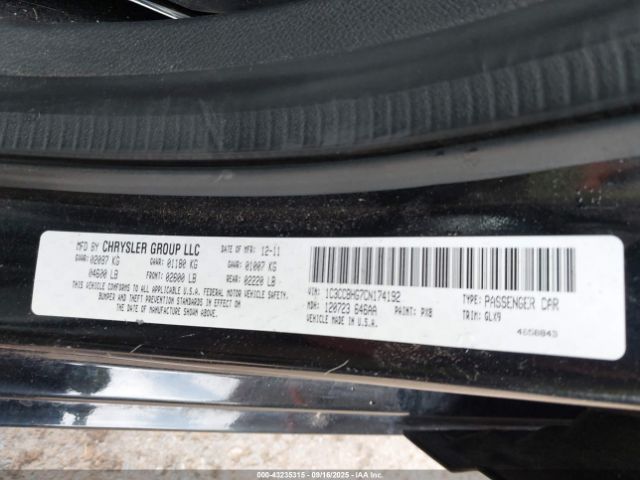 MFD BY CHRYSLER GROUP LLC DATE OF MFR: 12-11
GVWR: 02087 KG GAWR: 01180 KG GAWR: 01007 KG
04600 LB FRONT: 02600 LB REAR: 02220 LB
THIS VEHICLE CONFORMS TO ALL APPLICABLE U.S.A. FEDERAL MOTOR VEHICLE SAFETY,
BUMPER AND THEFT PREVENTION STANDARDS IN EFFECT ON
THE DATE OF MANUFACTURE SHOWN ABOVE.
VIN: 1C3CCBHG7CN174192 TYPE: PASSENGER CAR
MDH: 120723 646AA PAINT: PX8 TRIM: GLX9
VEHICLE MADE IN U.S.A. 4658843
000-43235315 09/16/2025 IAA Inc.